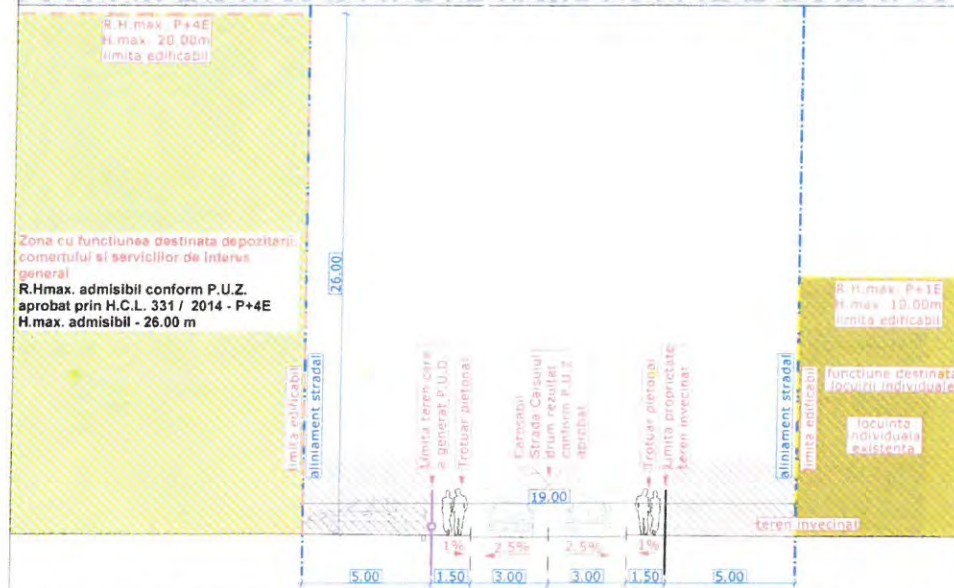 R.H.max. P+4E
H.max. 20.00m
limita edificabil
26.00
Zona cu functiunea destinata depozitarii,
comertului si serviciilor de interes
general
R.Hmax. admisibil conform P.U.Z.
aprobat prin H.C.L. 331 / 2014 - P+4E
H.max. admisibil - 26.00 m
limita edificabil
aliniament stradal
Limita teren care
a generat P.U.D.
Trotuar pietonal
Carosabil
Strada Caisului
drum rezultat
conform P.U.Z
aprobat
Trotuar pietonal
Limita proprietate
teren invecinat
aliniament stradal
limita edificabil
R.H.max. P+1E
H.max. 10.00m
limita edificabil
functiune destinata
locuirii individuale
locuinta
individuala
existenta
19.00
teren invecinat
1% 2.5% 2.5% 1%
5.00 1.50 3.00 3.00 1.50 5.00